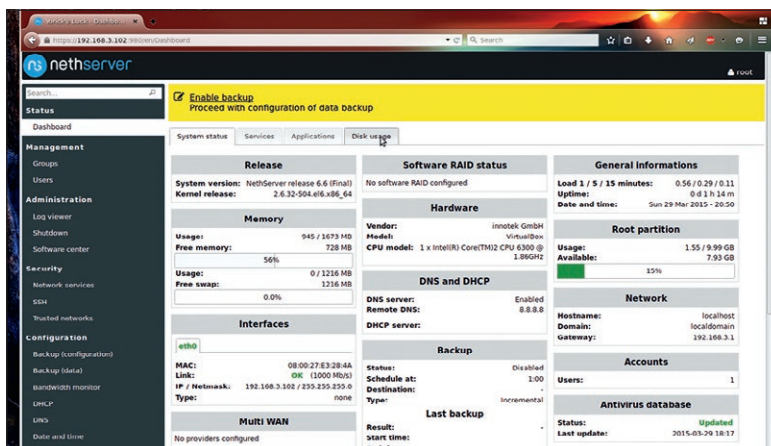 https://192.168.3.102:980/en/Dashboard
Search
nethserver
root
Search...
Status
Dashboard
Management
Groups
Users
Administration
Log viewer
Shutdown
Software center
Security
Network services
SSH
Trusted networks
Configuration
Backup (configuration)
Backup (data)
Bandwidth monitor
DHCP
DNS
Date and time
Enable backup
Proceed with configuration of data backup
System status Services Applications Disk usage
Release
System version: NethServer release 6.6 (Final)
Kernel release: 2.6.32-504.el6.x86_64
Memory
Usage: 945 / 1673 MB
Free memory: 728 MB
56%
Usage: 0 / 1216 MB
Free swap: 1216 MB
0.0%
Interfaces
eth0
MAC: 08:00:27:E3:28:4A
Link: OK (1000 Mb/s)
IP / Netmask: 192.168.3.102 / 255.255.255.0
Type: none
Multi WAN
No providers configured
Software RAID status
No software RAID configured
Hardware
Vendor: innotek GmbH
Model: VirtualBox
CPU model: 1 x Intel(R) Core(TM)2 CPU 6300 @
1.86GHz
DNS and DHCP
DNS server: Enabled
Remote DNS: 8.8.8.8
DHCP server:
Backup
Status: Disabled
Schedule at: 1:00
Destination: -
Type: Incremental
Last backup
Result: -
Start time:
General informations
Load 1 / 5 / 15 minutes: 0.56 / 0.29 / 0.11
Uptime: 0 d 1 h 14 m
Date and time: Sun 29 Mar 2015 - 20:50
Root partition
Usage: 1.55 / 9.99 GB
Available: 7.93 GB
15%
Network
Hostname: localhost
Domain: localdomain
Gateway: 192.168.3.1
Accounts
Users: 1
Antivirus database
Status: Updated
Last update: 2015-03-29 18:17